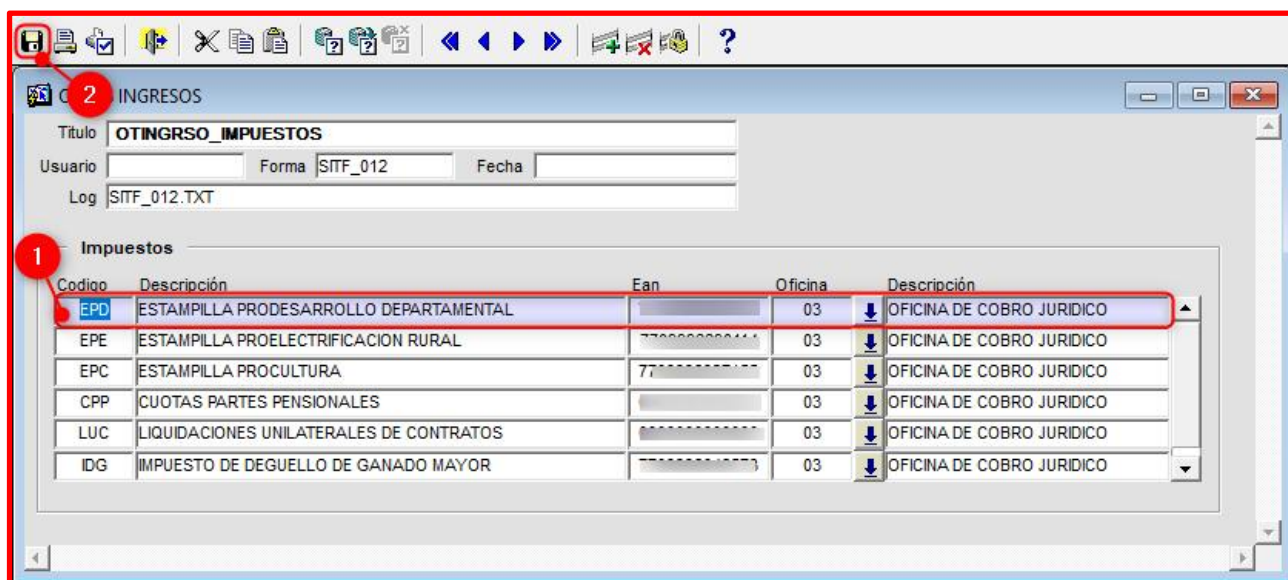 ?
2
INGRESOS
Titulo OTINGRSO_IMPUESTOS
Usuario Forma SITF_012 Fecha
Log SITF_012.TXT
1 Impuestos
Codigo Descripción Ean Oficina Descripción
EPD ESTAMPILLA PRODESARROLLO DEPARTAMENTAL 03 OFICINA DE COBRO JURIDICO
EPE ESTAMPILLA PROELECTRIFICACION RURAL 03 OFICINA DE COBRO JURIDICO
EPC ESTAMPILLA PROCULTURA 03 OFICINA DE COBRO JURIDICO
CPP CUOTAS PARTES PENSIONALES 03 OFICINA DE COBRO JURIDICO
LUC LIQUIDACIONES UNILATERALES DE CONTRATOS 03 OFICINA DE COBRO JURIDICO
IDG IMPUESTO DE DEGUELLO DE GANADO MAYOR 03 OFICINA DE COBRO JURIDICO